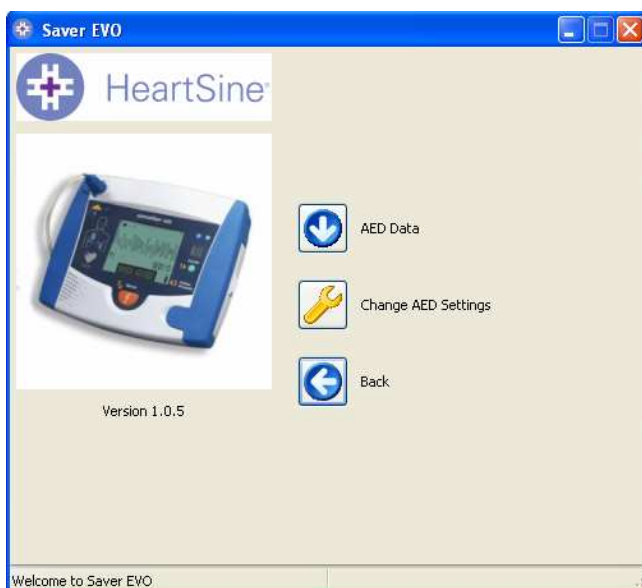 Saver EVO
HeartSine®
AED Data
Change AED Settings
Back
Version 1.0.5
Welcome to Saver EVO